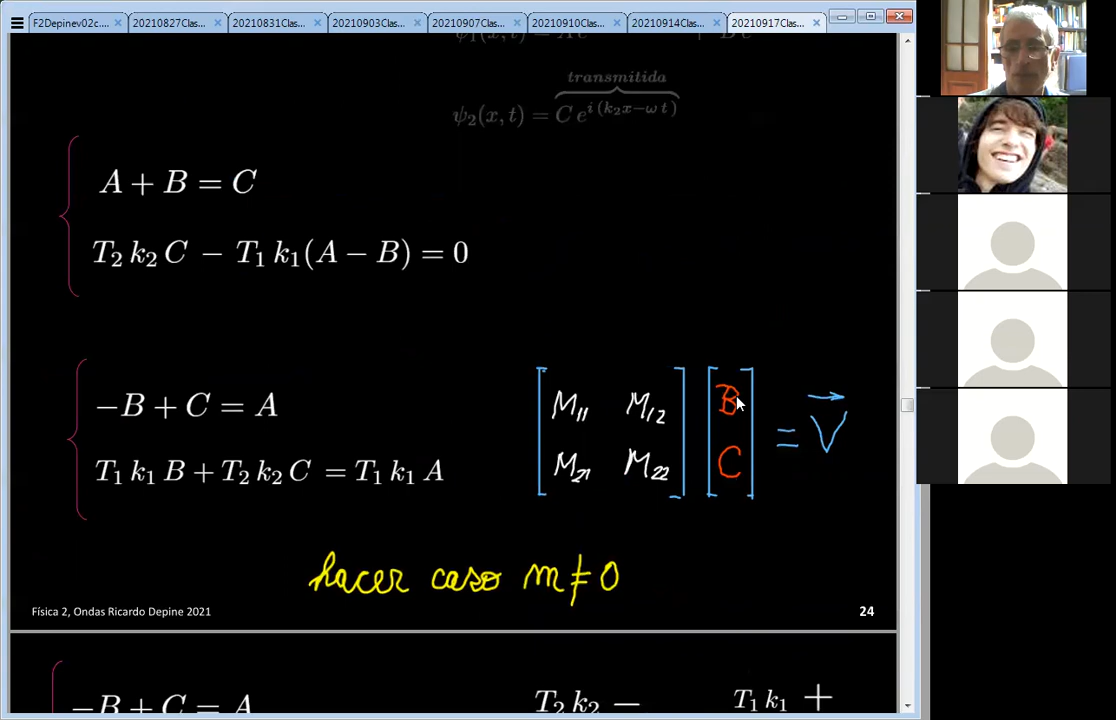 F2Depinev02c.... 20210827Clas... 20210831Clas... 20210903Clas... 20210907Clas... 20210910Clas... 20210914Clas... 20210917Clas...
transmitida
ψ₂(x, t) = C e^{i (k₂x−ω t)}
A + B = C
T₂ k₂ C − T₁ k₁(A − B) = 0
−B + C = A
T₁ k₁ B + T₂ k₂ C = T₁ k₁ A
M₁₁ M₁₂ B
M₂₁ M₂₂ C
= V⃗
hacer caso m ≠ 0
Física 2, Ondas Ricardo Depine 2021
24
−B + C = A
T₂ k₂ − T₁ k₁ +